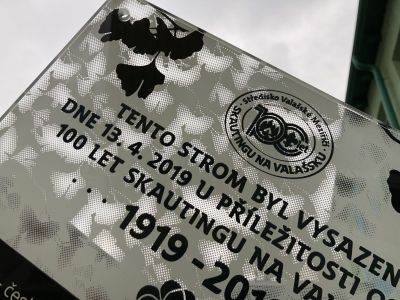 Středisko Valašské Meziříčí
100
SKAUTINGU NA VALAŠSKU
TENTO STROM BYL VYSAZEN
DNE 13. 4. 2019 U PŘÍLEŽITOSTI
100 LET SKAUTINGU NA
1919 - 20